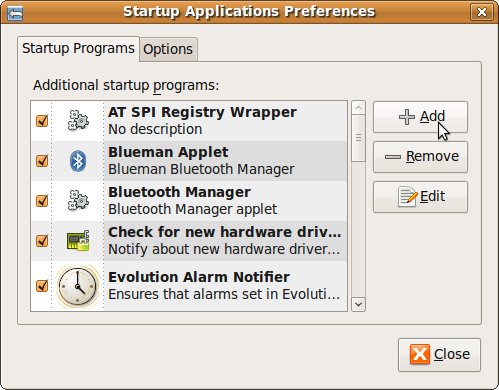 Startup Applications Preferences
Startup Programs
Options
Additional startup programs:
AT SPI Registry Wrapper
No description
Add
Blueman Applet
Blueman Bluetooth Manager
Remove
Bluetooth Manager
Bluetooth Manager applet
Edit
Check for new hardware driv...
Notify about new hardware driver...
Evolution Alarm Notifier
Ensures that alarms set in Evoluti...
Close